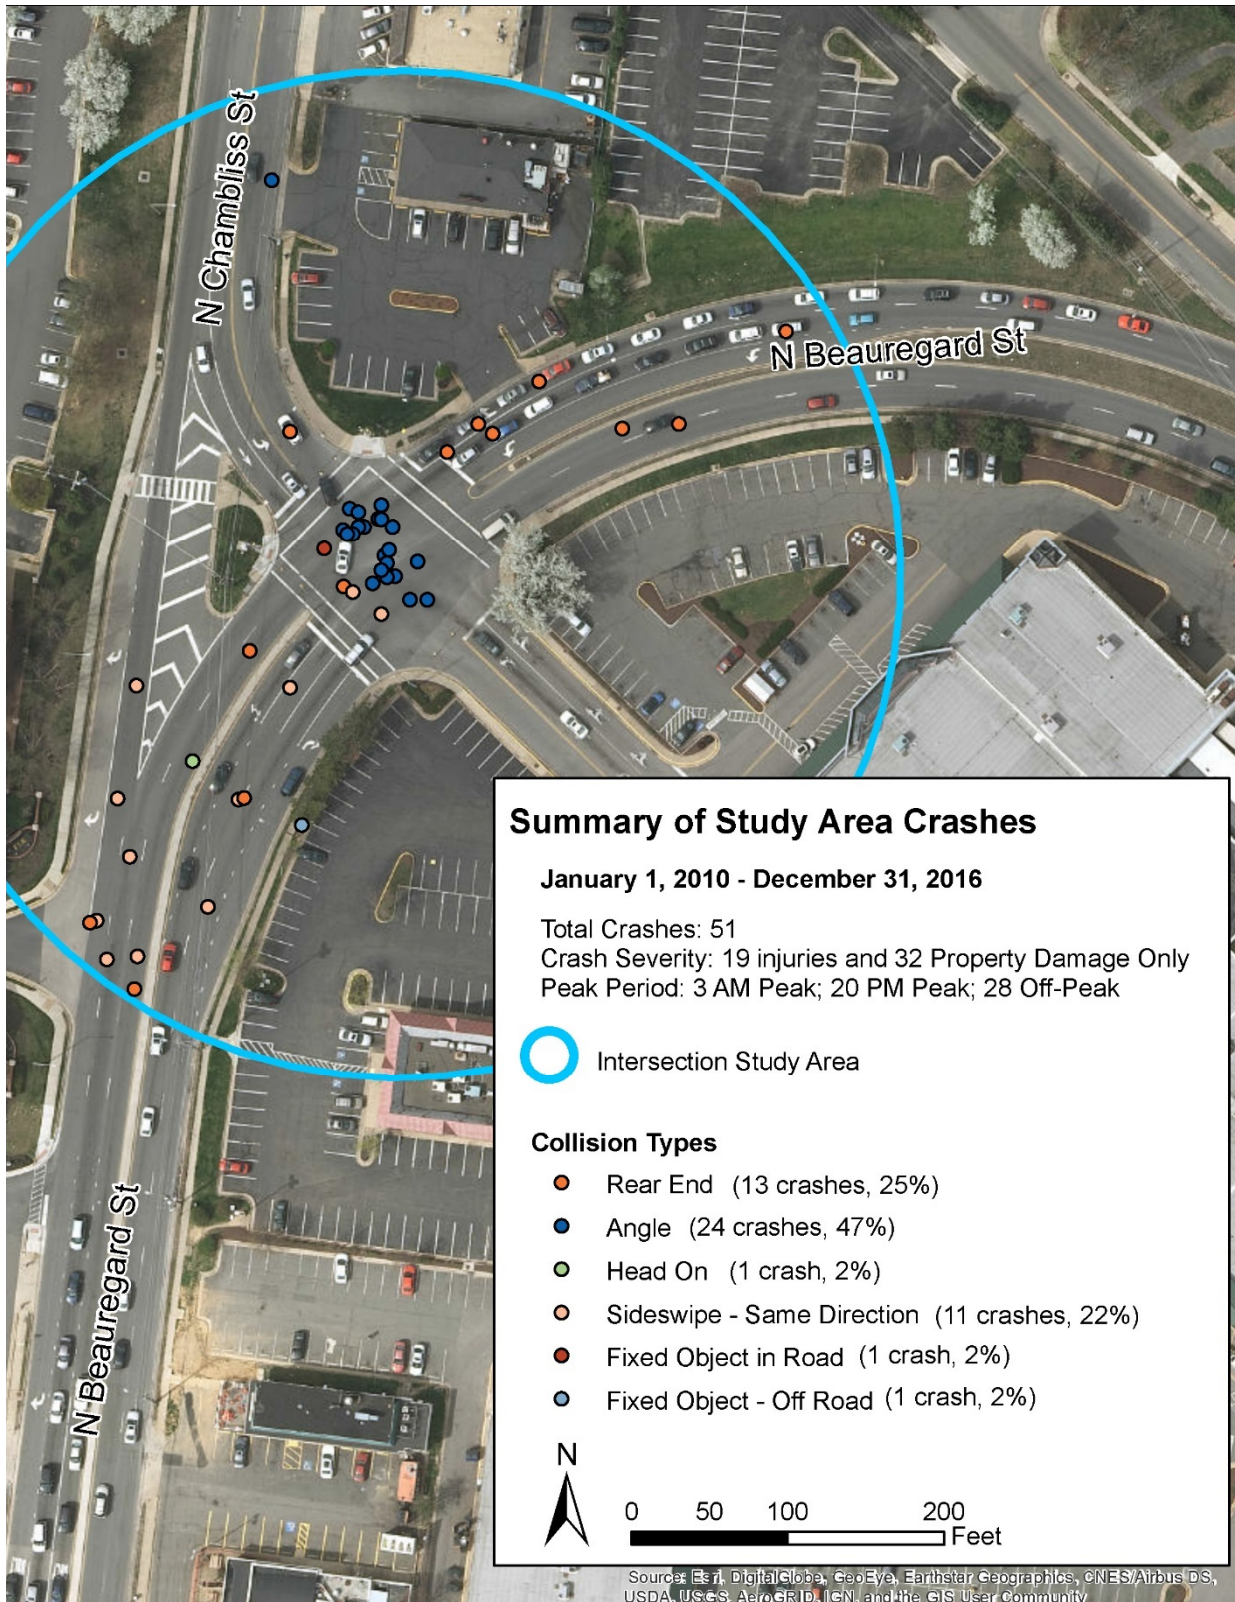 N Chambliss St
N Beauregard St
N Beauregard St
Summary of Study Area Crashes
January 1, 2010 - December 31, 2016
Total Crashes: 51
Crash Severity: 19 injuries and 32 Property Damage Only
Peak Period: 3 AM Peak; 20 PM Peak; 28 Off-Peak
Intersection Study Area
Collision Types
Rear End (13 crashes, 25%)
Angle (24 crashes, 47%)
Head On (1 crash, 2%)
Sideswipe - Same Direction (11 crashes, 22%)
Fixed Object in Road (1 crash, 2%)
Fixed Object - Off Road (1 crash, 2%)
N
0 50 100 200
Feet
Source: Esri, DigitalGlobe, GeoEye, Earthstar Geographics, CNES/Airbus DS,
USDA, USGS, AeroGRID, IGN, and the GIS User Community